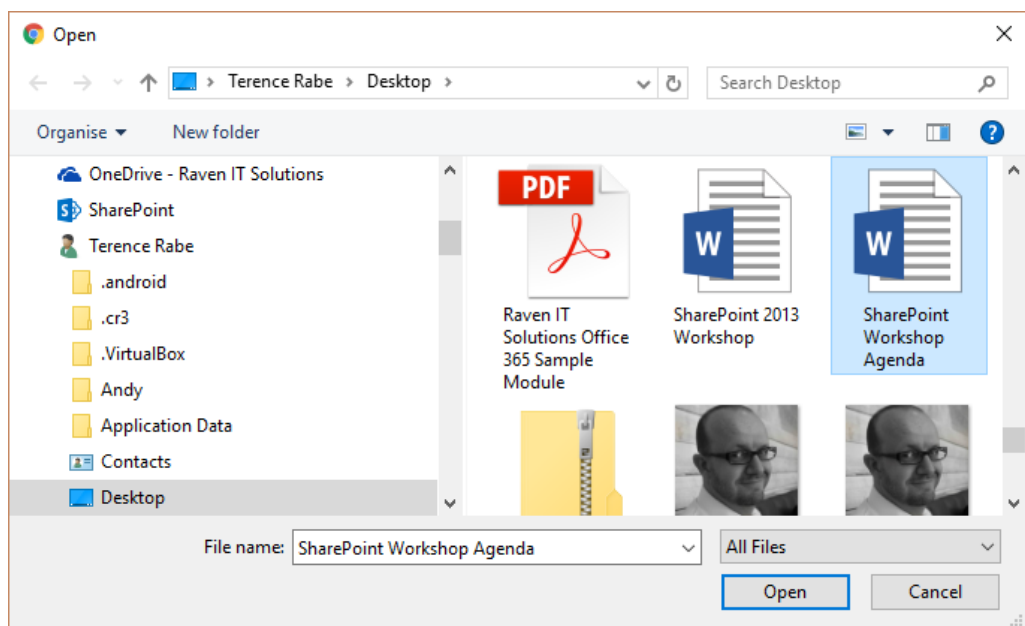 Open
Terence Rabe
Desktop
Search Desktop
Organise
New folder
?
OneDrive - Raven IT Solutions
S
SharePoint
Terence Rabe
.android
.cr3
.VirtualBox
Andy
Application Data
Contacts
Desktop
PDF
Raven IT
Solutions Office
365 Sample
Module
W
SharePoint 2013
Workshop
W
SharePoint
Workshop
Agenda
File name:
SharePoint Workshop Agenda
All Files
Open
Cancel